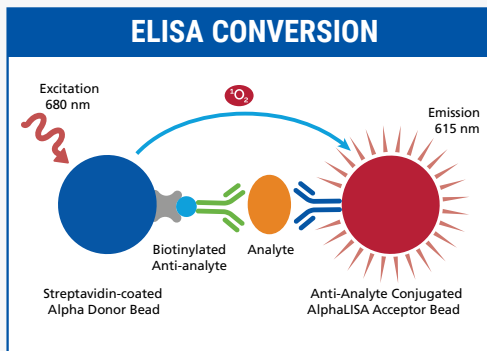 ELISA CONVERSION
Excitation
680 nm
¹O₂
Emission
615 nm
Biotinylated
Anti-analyte
Analyte
Streptavidin-coated
Alpha Donor Bead
Anti-Analyte Conjugated
AlphaLISA Acceptor Bead